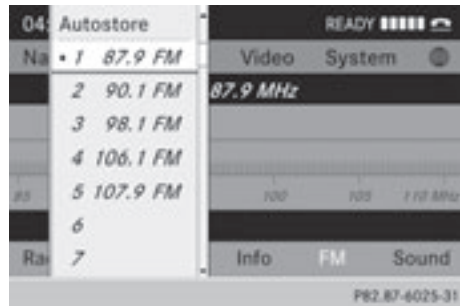 04: Autostore READY
Na • 1 87.9 FM Video System
2 90.1 FM 87.9 MHz
3 98.1 FM
4 106.1 FM
85 5 107.9 FM 100 105 110 MHz
6
Ra 7 Info FM Sound
P82.87-6025-31